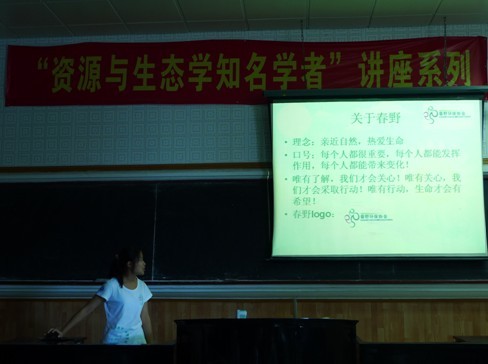 “资源与生态学知名学者”讲座系列
关于春野
• 理念：亲近自然，热爱生命
• 口号：每个人都很重要，每个人都能发挥
作用，每个人都能带来变化！
• 唯有了解，我们才会关心！唯有关心，我
们才会采取行动！唯有行动，生命才会有
希望！
• 春野logo：